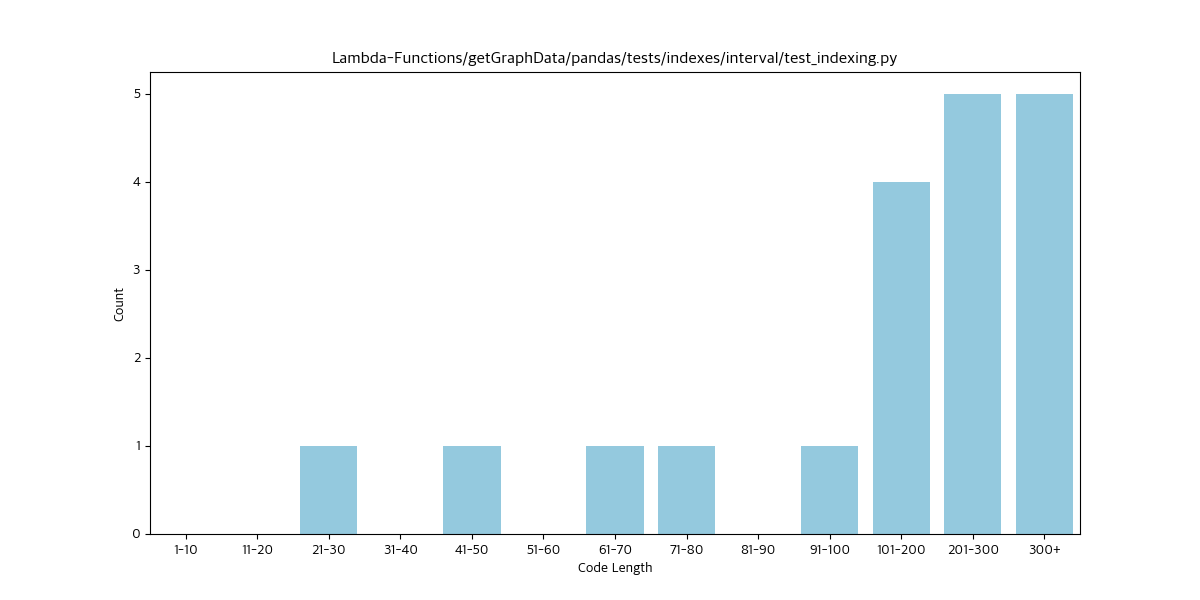 Lambda-Functions/getGraphData/pandas/tests/indexes/interval/test_indexing.py
5
4
3
2
1
0
Count
1-10 11-20 21-30 31-40 41-50 51-60 61-70 71-80 81-90 91-100 101-200 201-300 300+
Code Length